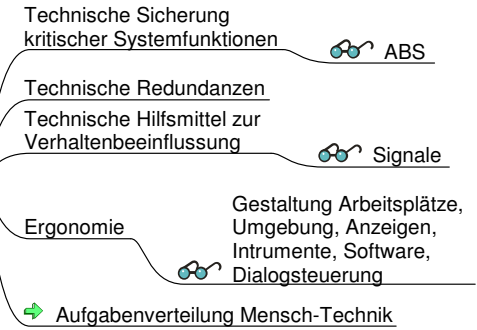 Technische Sicherung
kritischer Systemfunktionen
ABS
Technische Redundanzen
Technische Hilfsmittel zur
Verhaltenbeeinflussung
Signale
Ergonomie
Gestaltung Arbeitsplätze,
Umgebung, Anzeigen,
Intrumente, Software,
Dialogsteuerung
Aufgabenverteilung Mensch-Technik